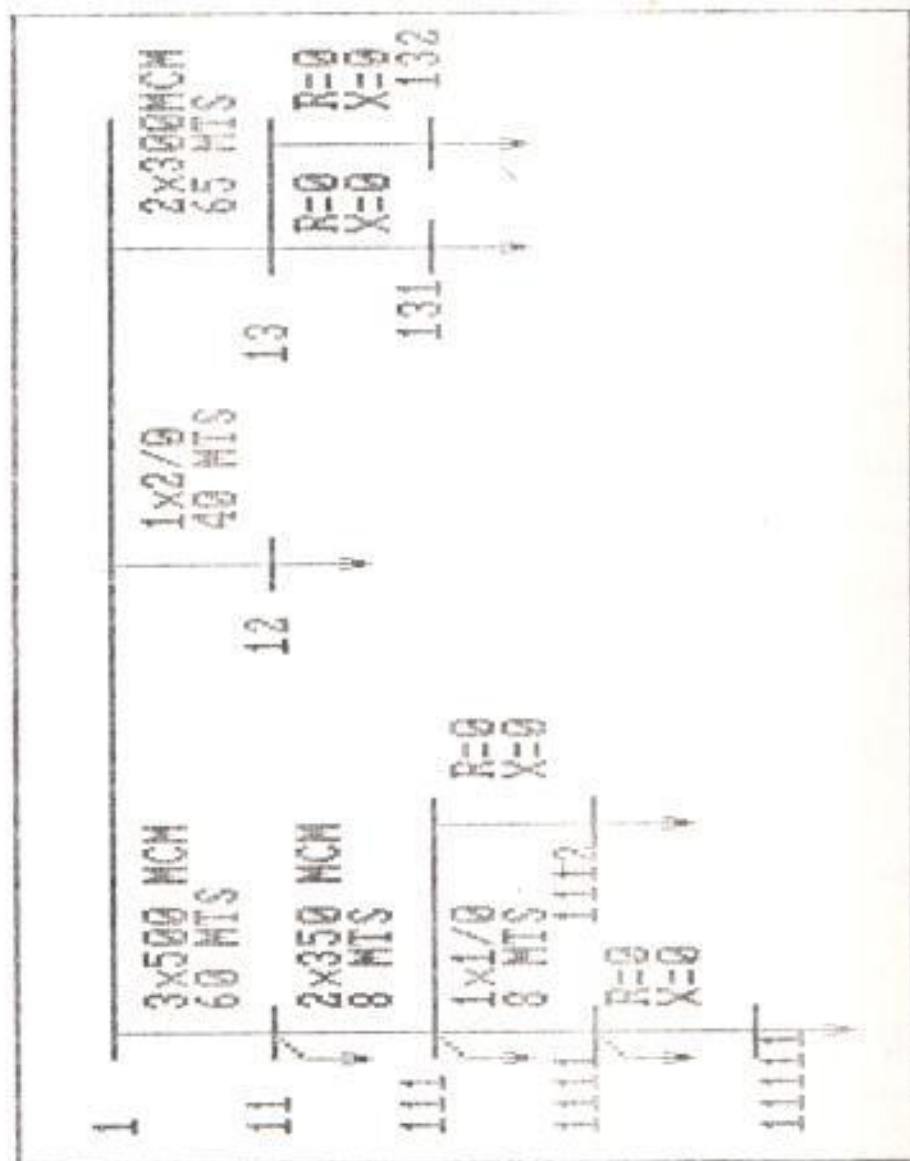 1
3x500 MCM
60 MTS
1x2/0
40 MTS
2x300MCM
65 MTS
11
2x350 MCM
8 MTS
12
13
R=0
X=0
R=0
X=0
111
1x1/0
8 MTS
R=0
X=0
131
132
1111
R=0
X=0
1112
11111